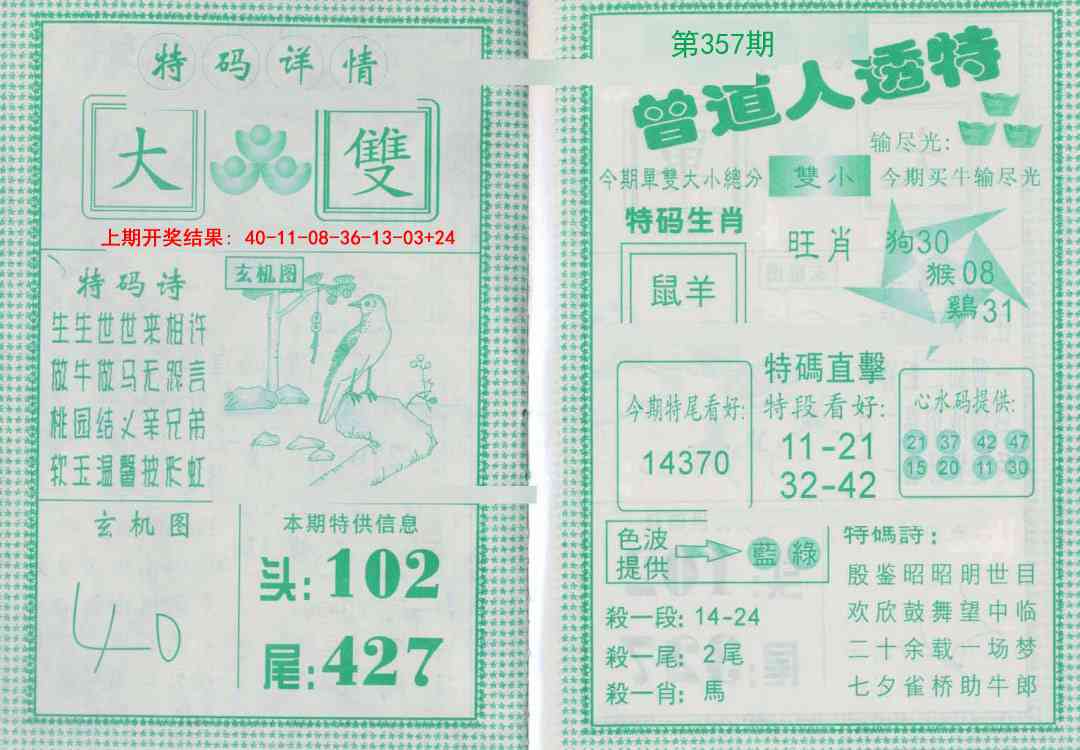 特码详情
大 雙
上期开奖结果: 40-11-08-36-13-03+24
特码诗
生生世世来相许
做牛做马无怨言
桃园结义亲兄弟
软玉温馨披彩虹
玄机图
玄机图
40
本期特供信息
头:102
尾:427
第357期
曾道人透特
输尽光:
今期單雙大小總分 雙小 今期买牛输尽光
特码生肖
鼠羊
旺肖
狗30
猴08
鷄31
今期特尾看好:
14370
特碼直擊
特段看好:
11-21
32-42
心水码提供:
21 37 42 47
15 20 11 30
色波
提供
藍 綠
殺一段: 14-24
殺一尾: 2尾
殺一肖: 馬
特碼詩:
殷鉴昭昭明世目
欢欣鼓舞望中临
二十余载一场梦
七夕雀桥助牛郎